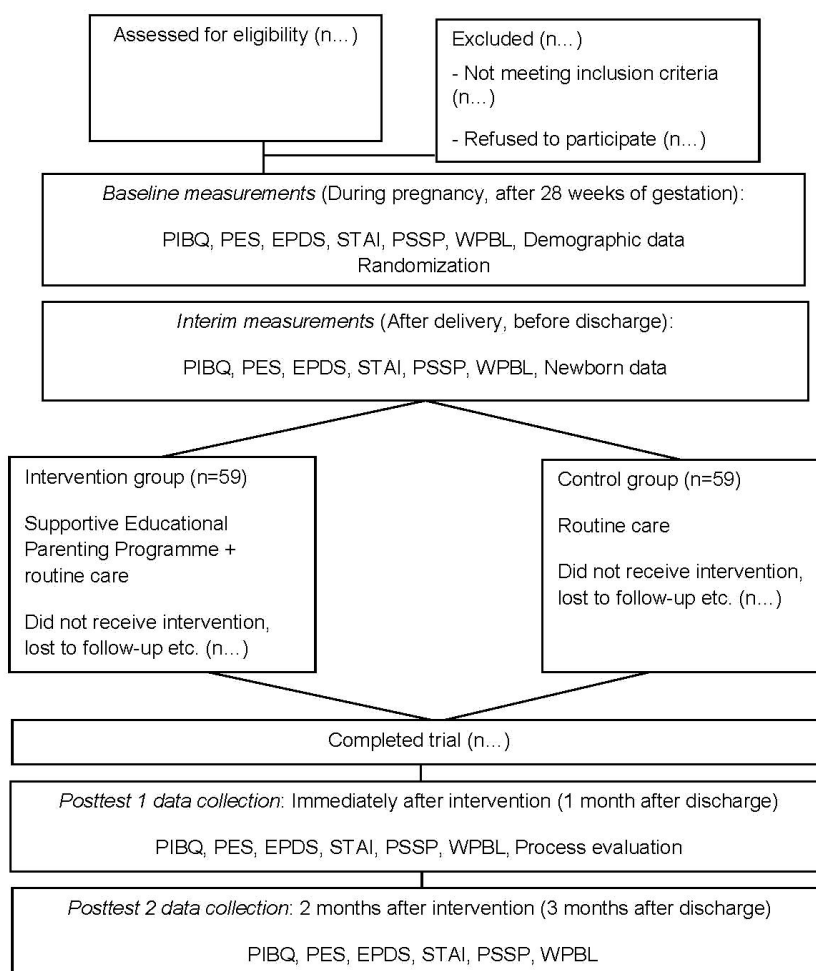 Assessed for eligibility (n…)
Excluded (n…)
- Not meeting inclusion criteria
(n…)
- Refused to participate (n…)
Baseline measurements (During pregnancy, after 28 weeks of gestation):
PIBQ, PES, EPDS, STAI, PSSP, WPBL, Demographic data
Randomization
Interim measurements (After delivery, before discharge):
PIBQ, PES, EPDS, STAI, PSSP, WPBL, Newborn data
Intervention group (n=59)
Supportive Educational
Parenting Programme +
routine care
Did not receive intervention,
lost to follow-up etc. (n…)
Control group (n=59)
Routine care
Did not receive intervention,
lost to follow-up etc. (n…)
Completed trial (n…)
Posttest 1 data collection: Immediately after intervention (1 month after discharge)
PIBQ, PES, EPDS, STAI, PSSP, WPBL, Process evaluation
Posttest 2 data collection: 2 months after intervention (3 months after discharge)
PIBQ, PES, EPDS, STAI, PSSP, WPBL